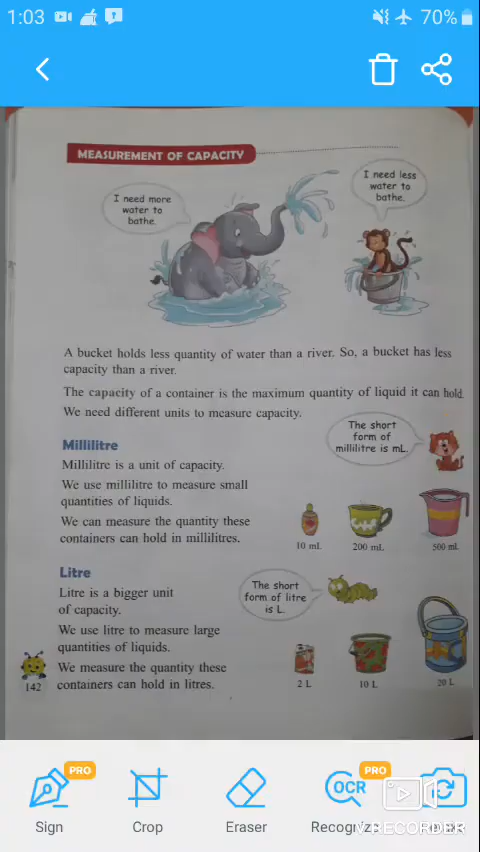 1:03
70%
MEASUREMENT OF CAPACITY
I need more
water to
bathe.
I need less
water to
bathe.
A bucket holds less quantity of water than a river. So, a bucket has less
capacity than a river.
The capacity of a container is the maximum quantity of liquid it can hold.
We need different units to measure capacity.
The short
form of
millilitre is mL.
Millilitre
Millilitre is a unit of capacity.
We use millilitre to measure small
quantities of liquids.
We can measure the quantity these
containers can hold in millilitres.
10 mL
200 mL
500 mL
Litre
Litre is a bigger unit
of capacity.
The short
form of litre
is L.
We use litre to measure large
quantities of liquids.
We measure the quantity these
containers can hold in litres.
2 L
10 L
20 L
142
PRO
PRO
OCR
Sign
Crop
Eraser
Recogniz
V RECORDER